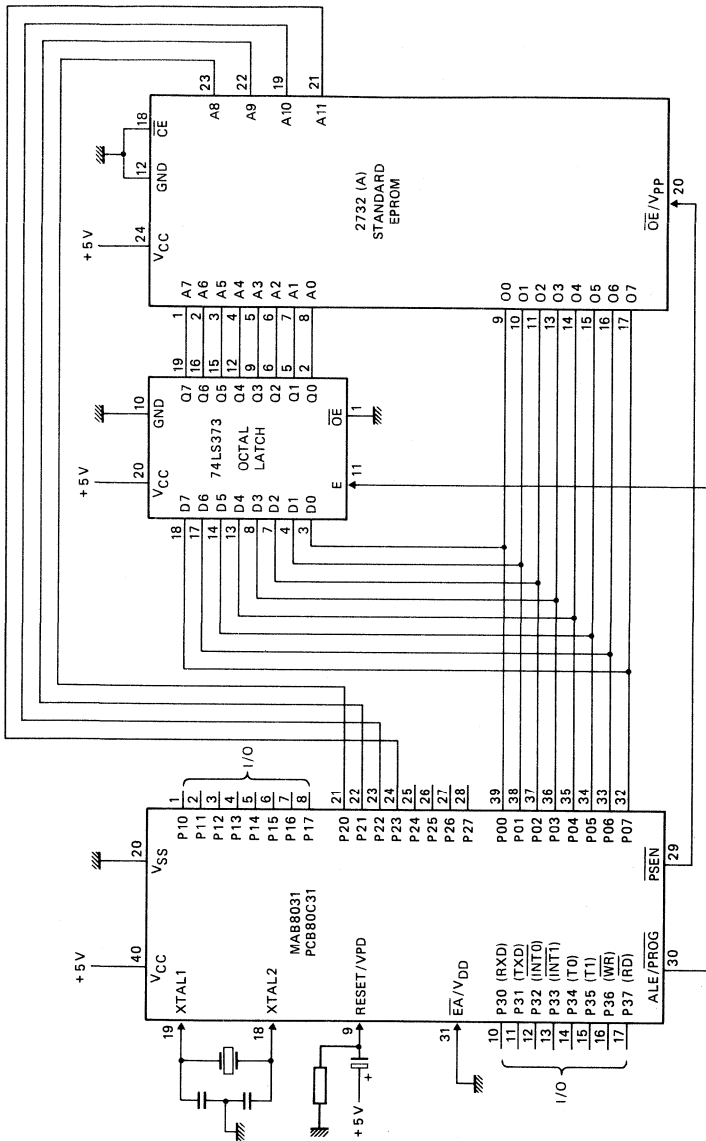 +5V
40
20
VCC
VSS
19
XTAL1
18
XTAL2
MAB8031
PCB80C31
9
RESET/VPD
+5V
+
31
EA/VDD
10
P30 (RXD)
11
P31 (TXD)
12
P32 (INT0)
13
P33 (INT1)
14
P34 (T0)
15
P35 (T1)
16
P36 (WR)
17
P37 (RD)
I/O
ALE/PROG
30
PSEN
29
P10
1
P11
2
P12
3
P13
4
P14
5
P15
6
P16
7
P17
8
I/O
P20
21
P21
22
P22
23
P23
24
P24
25
P25
26
P26
27
P27
28
P00
39
P01
38
P02
37
P03
36
P04
35
P05
34
P06
33
P07
32
+5V
20
10
VCC
GND
74LS373
OCTAL
LATCH
18
D7
17
D6
14
D5
13
D4
8
D3
7
D2
4
D1
3
D0
Q7
19
Q6
16
Q5
15
Q4
12
Q3
9
Q2
6
Q1
5
Q0
2
E
11
OE
1
+5V
24
12
18
VCC
GND
CE
2732 (A)
STANDARD
EPROM
1
A7
2
A6
3
A5
4
A4
5
A3
6
A2
7
A1
8
A0
A8
23
A9
22
A10
19
A11
21
9
O0
10
O1
11
O2
13
O3
14
O4
15
O5
16
O6
17
O7
OE/VPP
20